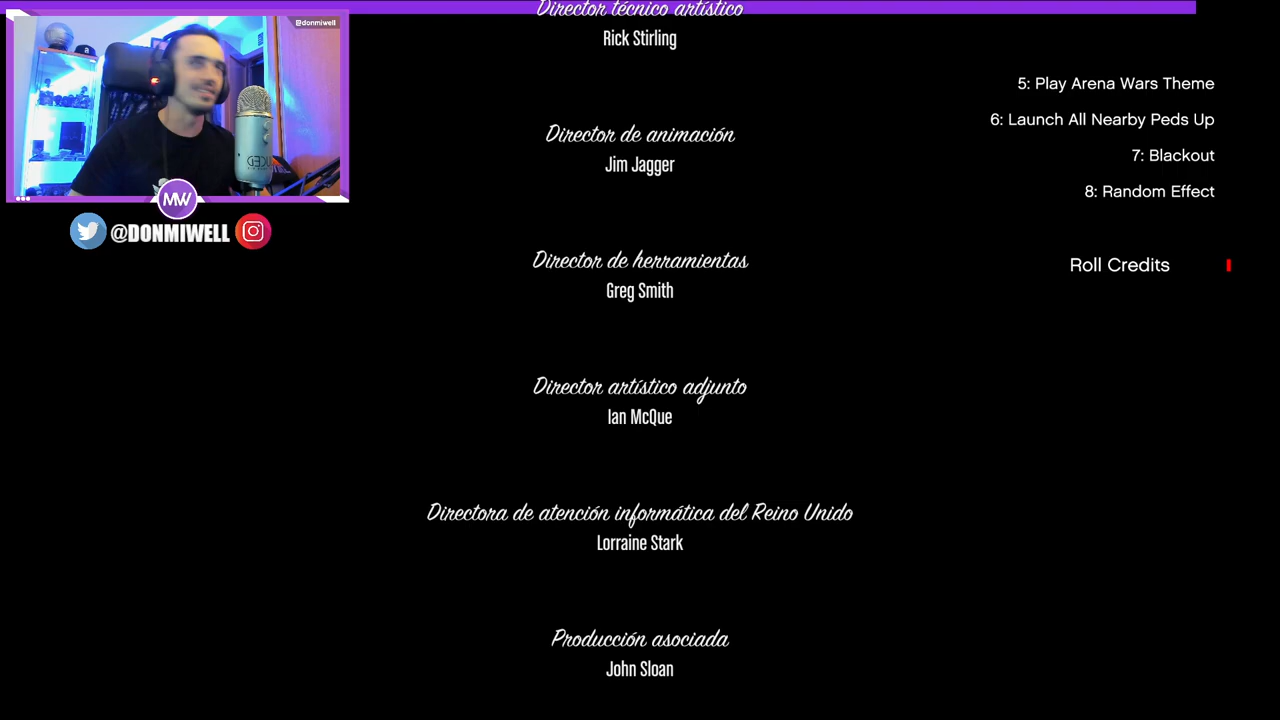 @donmiwell
MW
@DONMIWELL
Director técnico artístico
Rick Stirling
Director de animación
Jim Jagger
Director de herramientas
Greg Smith
Director artístico adjunto
Ian McQue
Directora de atención informática del Reino Unido
Lorraine Stark
Producción asociada
John Sloan
5: Play Arena Wars Theme
6: Launch All Nearby Peds Up
7: Blackout
8: Random Effect
Roll Credits